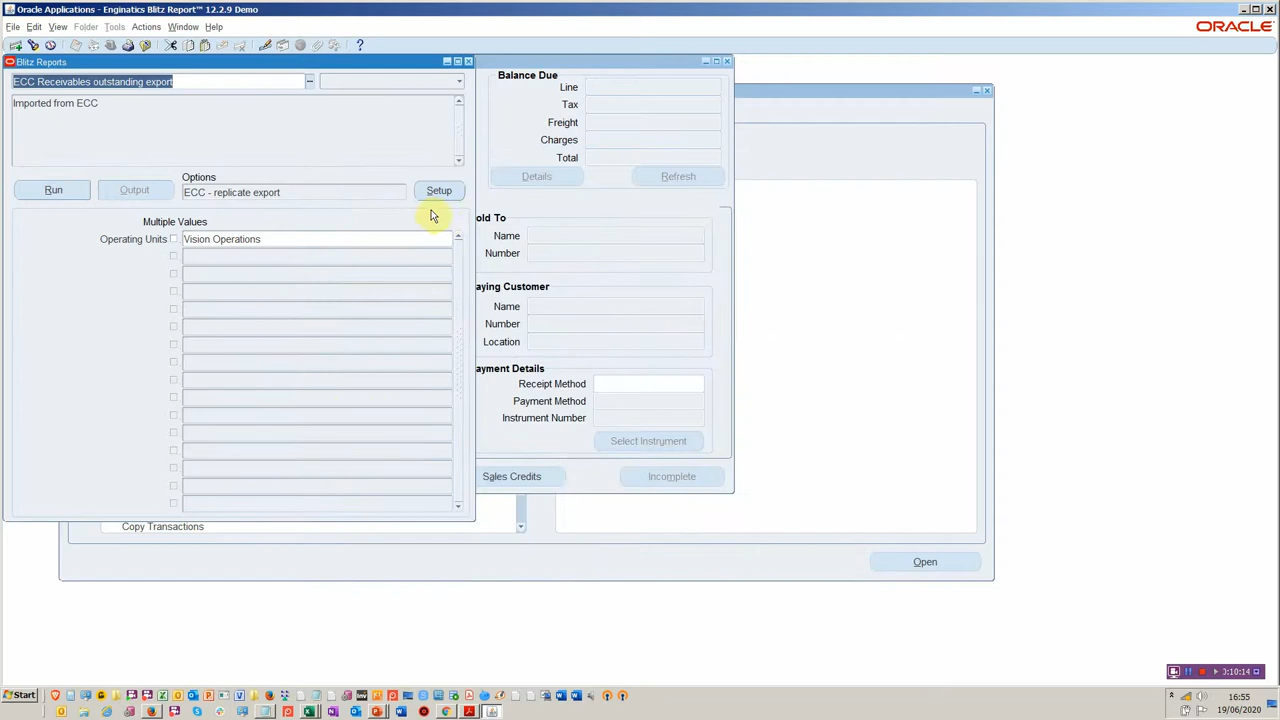 Oracle Applications - Enginatics Blitz Report™ 12.2.9 Demo
File Edit View Folder Tools Actions Window Help
ORACLE
Blitz Reports
ECC Receivables outstanding export
Imported from ECC
Options
Run
Output
ECC - replicate export
Setup
Multiple Values
Operating Units
Vision Operations
Balance Due
Line
Tax
Freight
Charges
Total
Details
Refresh
old To
Name
Number
aying Customer
Name
Number
Location
ayment Details
Receipt Method
Payment Method
Instrument Number
Select Instrument
Sales Credits
Incomplete
Copy Transactions
Open
0:10:14
Start
16:55
19/06/2020